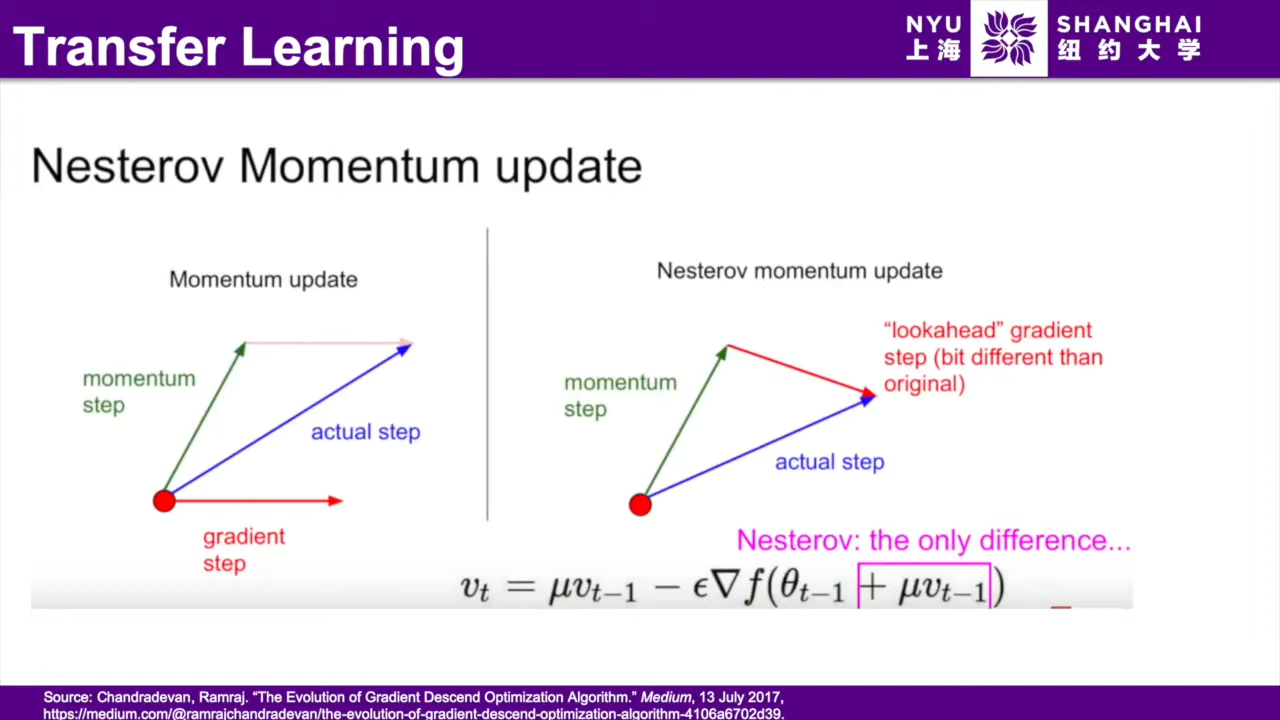 Transfer Learning
NYU
上海
SHANGHAI
纽约大学
Nesterov Momentum update
Momentum update
momentum
step
actual step
gradient
step
Nesterov momentum update
momentum
step
“lookahead” gradient
step (bit different than
original)
actual step
Nesterov: the only difference...
vₜ = μvₜ₋₁ − ϵ∇f(θₜ₋₁ + μvₜ₋₁)
Source: Chandradevan, Ramraj. “The Evolution of Gradient Descend Optimization Algorithm.” Medium, 13 July 2017,
https://medium.com/@ramrajchandradevan/the-evolution-of-gradient-descend-optimization-algorithm-4106a6702d39.